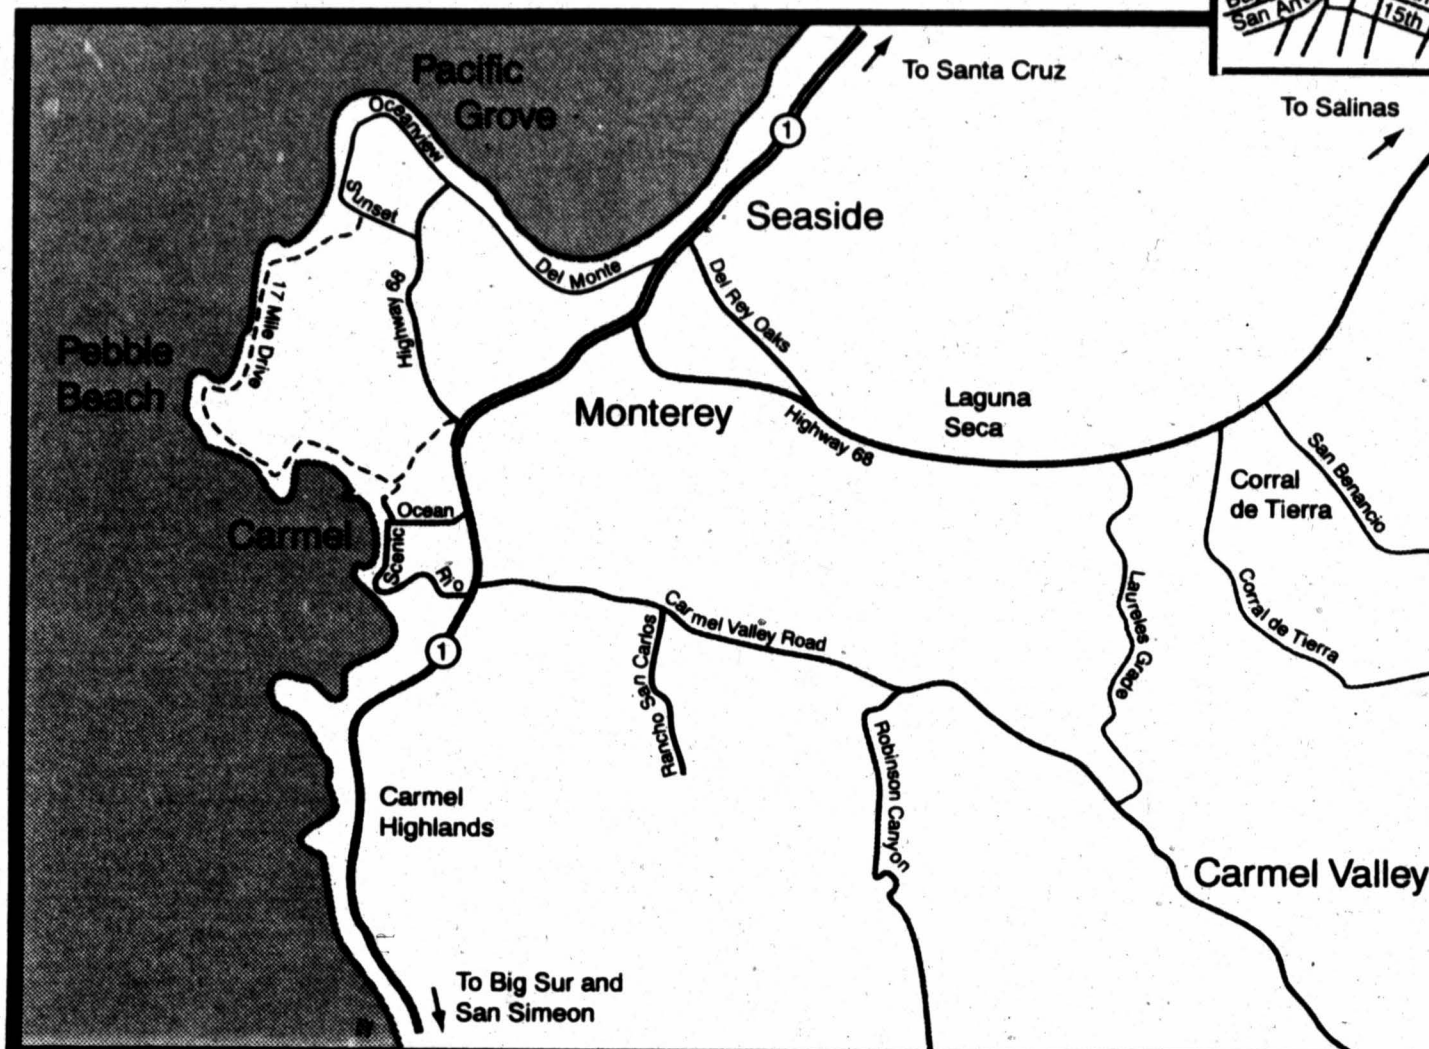 San An
15th
To Santa Cruz
To Salinas
Pacific
Grove
Oceanview
1
Sunset
Seaside
Del Monte
Del Rey Oaks
17 Mile Drive
Highway 68
Pebble
Beach
Monterey
Highway 68
Laguna
Seca
San Benancio
Corral
de Tierra
Ocean
Carmel
Scenic
Rio
Carmel Valley Road
Laureles Grade
Corral de Tierra
1
Rancho San Carlos
Robinson Canyon
Carmel
Highlands
Carmel Valley
To Big Sur and
San Simeon